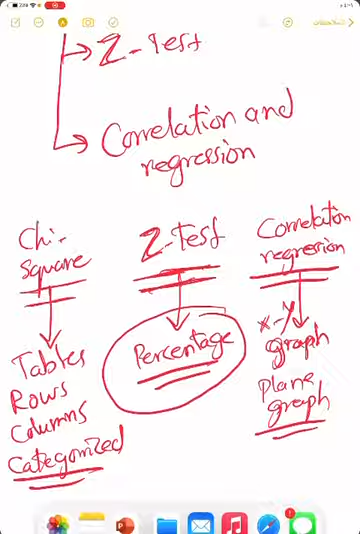 Z-Test
Correlation and
regression
Chi-
Square
Z-test
Correlation
regression
Tables
Rows
Columns
Categorized
Percentage
x-y
graph
Plane
graph